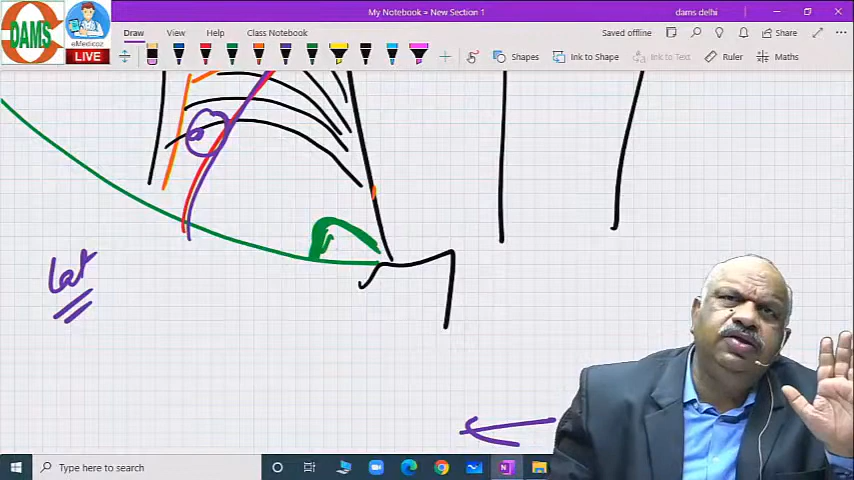 My Notebook = New Section 1
dams delhi
DAMS
eMedicoz
LIVE
Draw View Help Class Notebook
Saved offline
Share
Shapes
Ink to Shape
Ink to Text
Ruler
Maths
Lat
Type here to search